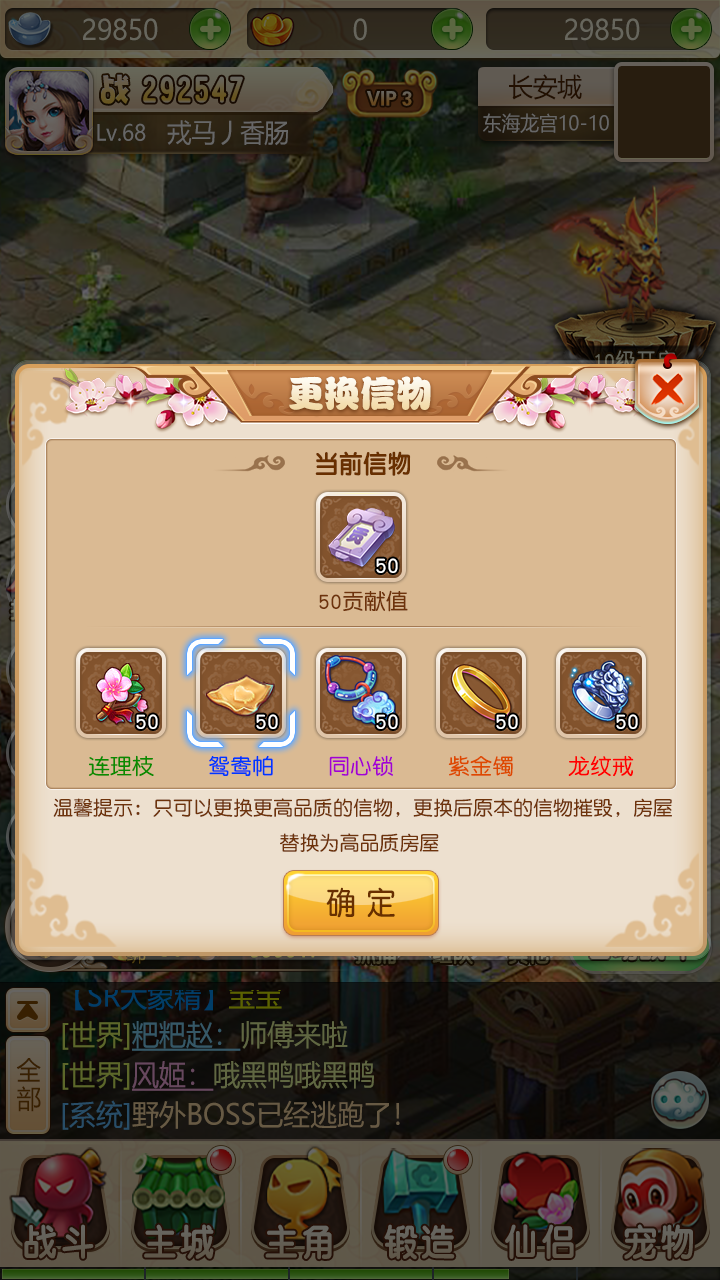 29850
0
29850
战 292547
VIP 3
长安城
Lv.68 戎马丿香肠
东海龙宫10-10
更换信物
当前信物
50
50贡献值
50
50
50
50
50
连理枝
鸳鸯帕
同心锁
紫金镯
龙纹戒
温馨提示：只可以更换更高品质的信物，更换后原本的信物摧毁，房屋
替换为高品质房屋
确 定
【SR大象精】宝宝
[世界]粑粑赵：师傅来啦
[世界]风姬：哦黑鸭哦黑鸭
[系统]野外BOSS已经逃跑了！
全部
战斗
主城
主角
锻造
仙侣
宠物